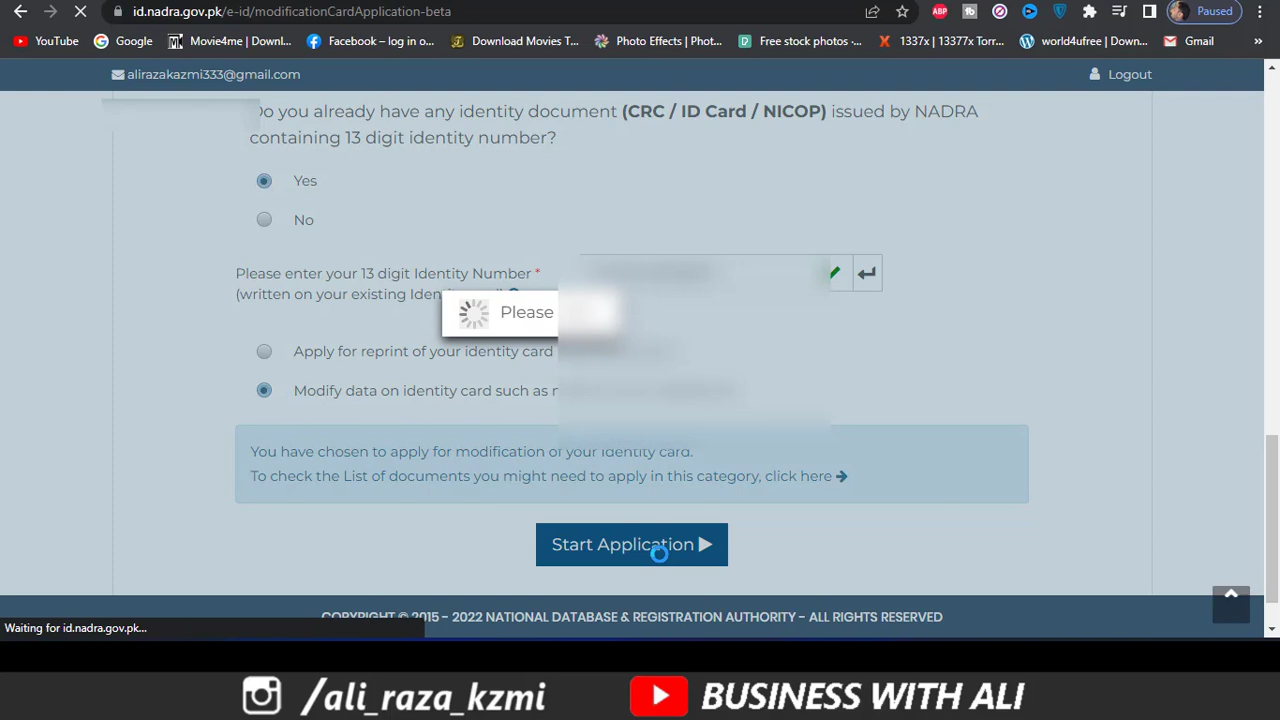 id.nadra.gov.pk/e-id/modificationCardApplication-beta
ABP
Paused
YouTube
Google
Movie4me | Downl...
Facebook – log in o...
Download Movies T...
Photo Effects | Phot...
Free stock photos -...
1337x | 13377x Torr...
world4ufree | Down...
Gmail
»
alirazakazmi333@gmail.com
Logout
Do you already have any identity document (CRC / ID Card / NICOP) issued by NADRA
containing 13 digit identity number?
Yes
No
Please enter your 13 digit Identity Number *
(written on your existing
Please
Apply for reprint of your identity card
Modify data on identity card such as
You have chosen to apply for modification of your identity card.
To check the List of documents you might need to apply in this category, click here
Start Application
COPYRIGHT © 2015 - 2022 NATIONAL DATABASE & REGISTRATION AUTHORITY - ALL RIGHTS RESERVED
Waiting for id.nadra.gov.pk...
/ali_raza_kzmi
BUSINESS WITH ALI